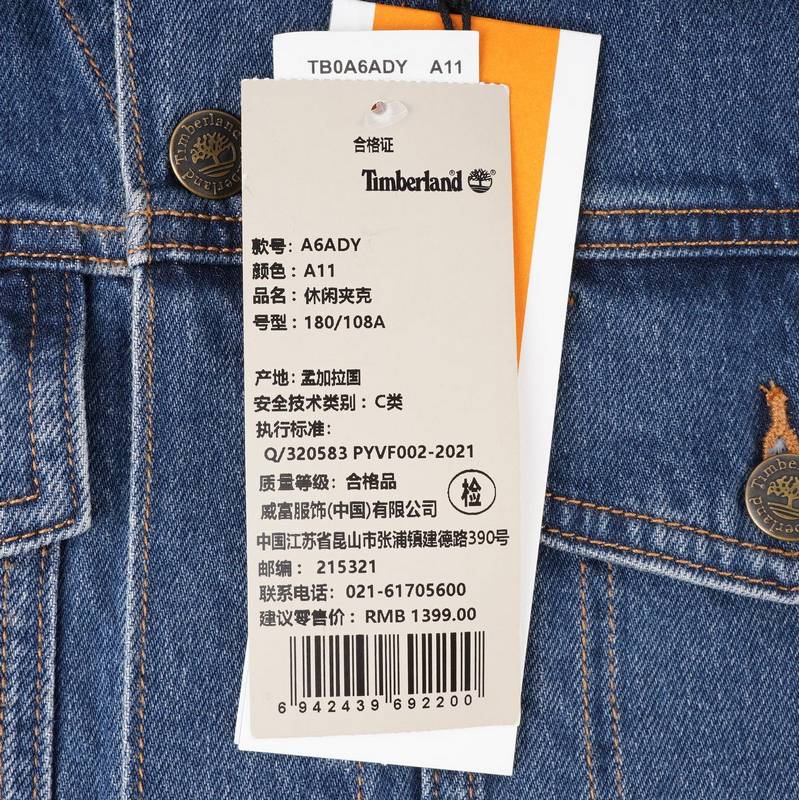 TB0A6ADY A11
合格证
Timberland®
款号: A6ADY
颜色: A11
品名: 休闲夹克
号型: 180/108A
产地: 孟加拉国
安全技术类别: C类
执行标准:
Q/320583 PYVF002-2021
质量等级: 合格品
检
威富服饰(中国)有限公司
中国江苏省昆山市张浦镇建德路390号
邮编: 215321
联系电话: 021-61705600
建议零售价: RMB 1399.00
6 942439 692200
Timberland
Timberland
Timberland